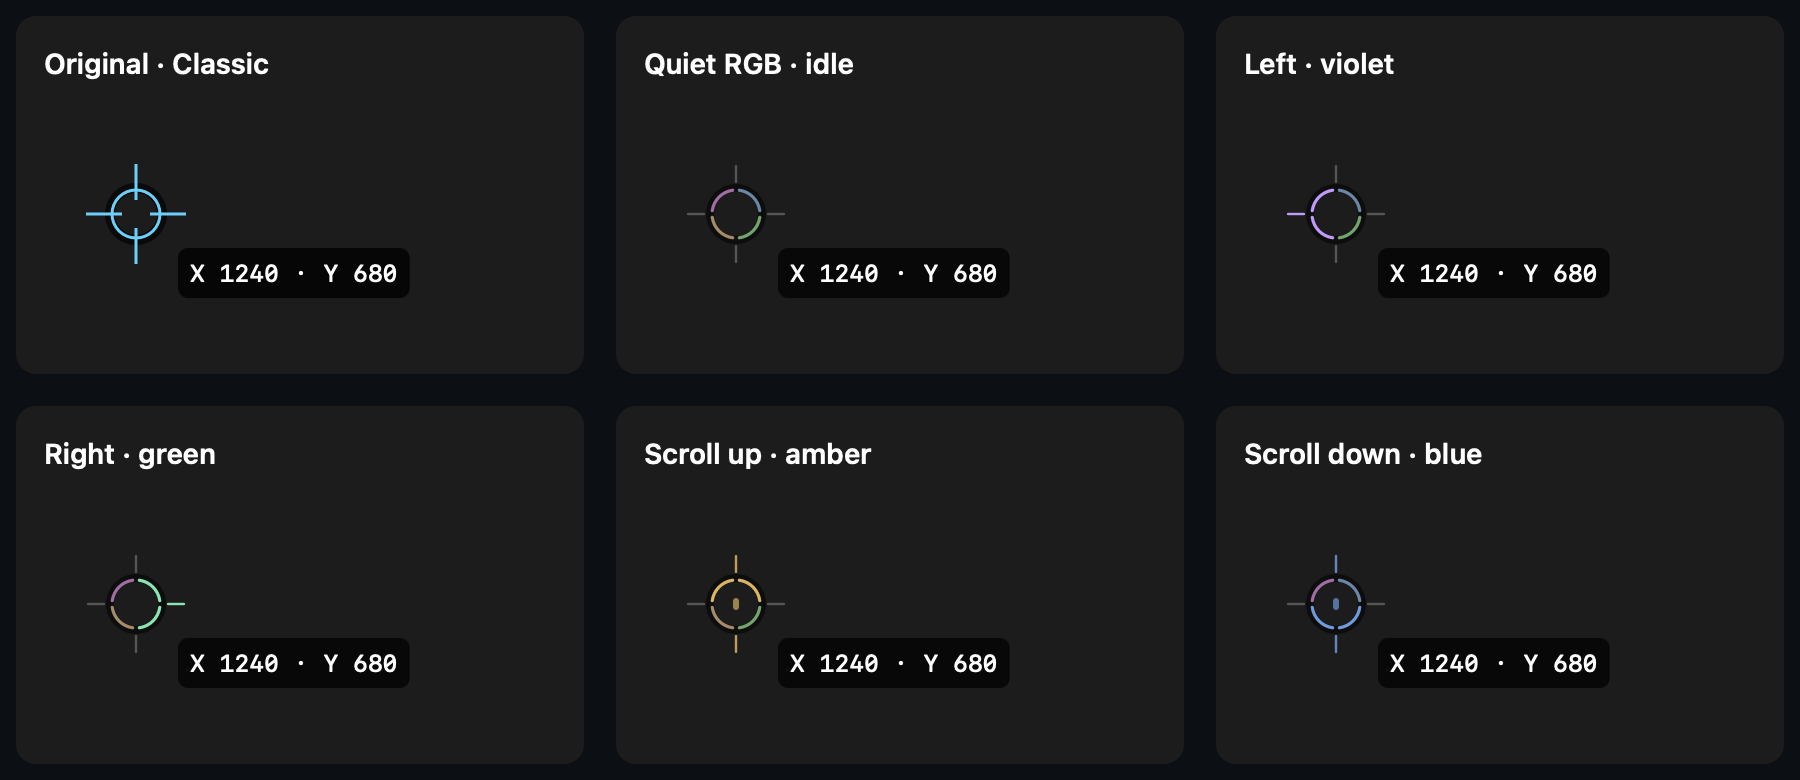 Original · Classic
X 1240 · Y 680
Quiet RGB · idle
X 1240 · Y 680
Left · violet
X 1240 · Y 680
Right · green
X 1240 · Y 680
Scroll up · amber
X 1240 · Y 680
Scroll down · blue
X 1240 · Y 680